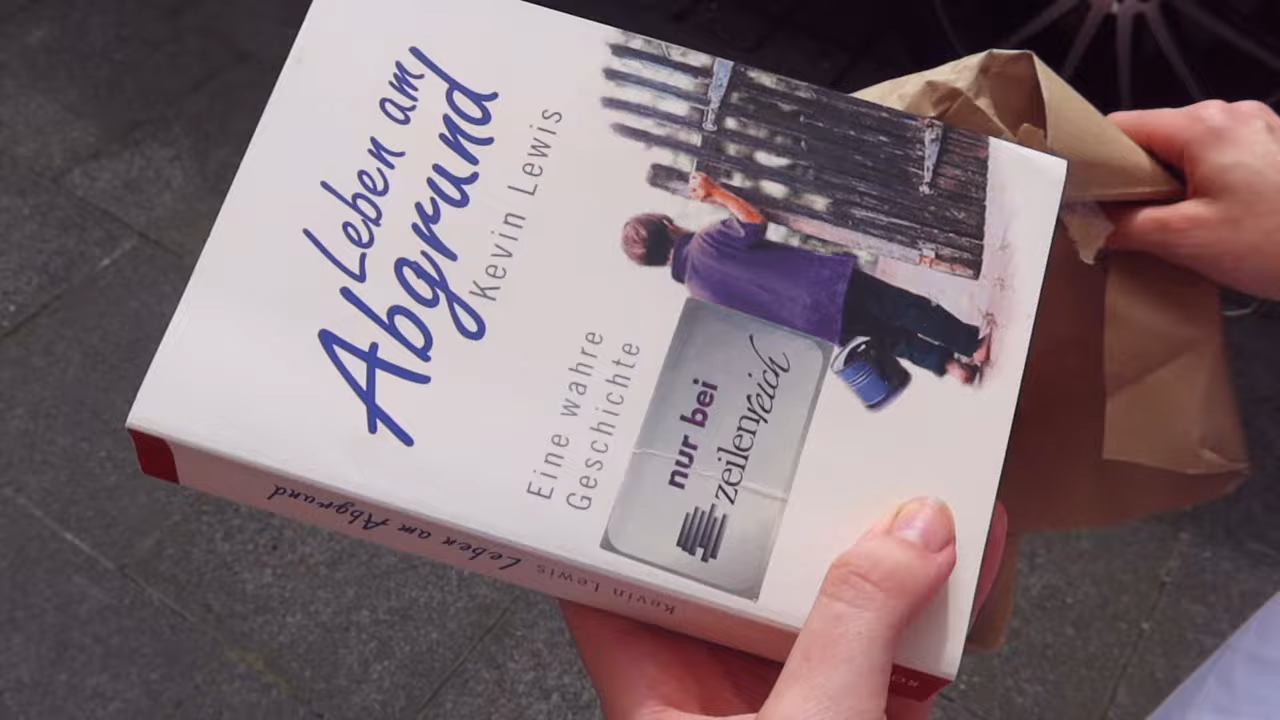 Leben am
Abgrund
Kevin Lewis
Eine wahre
Geschichte
nur bei
zeilenreich
Kevin Lewis Leben am Abgrund